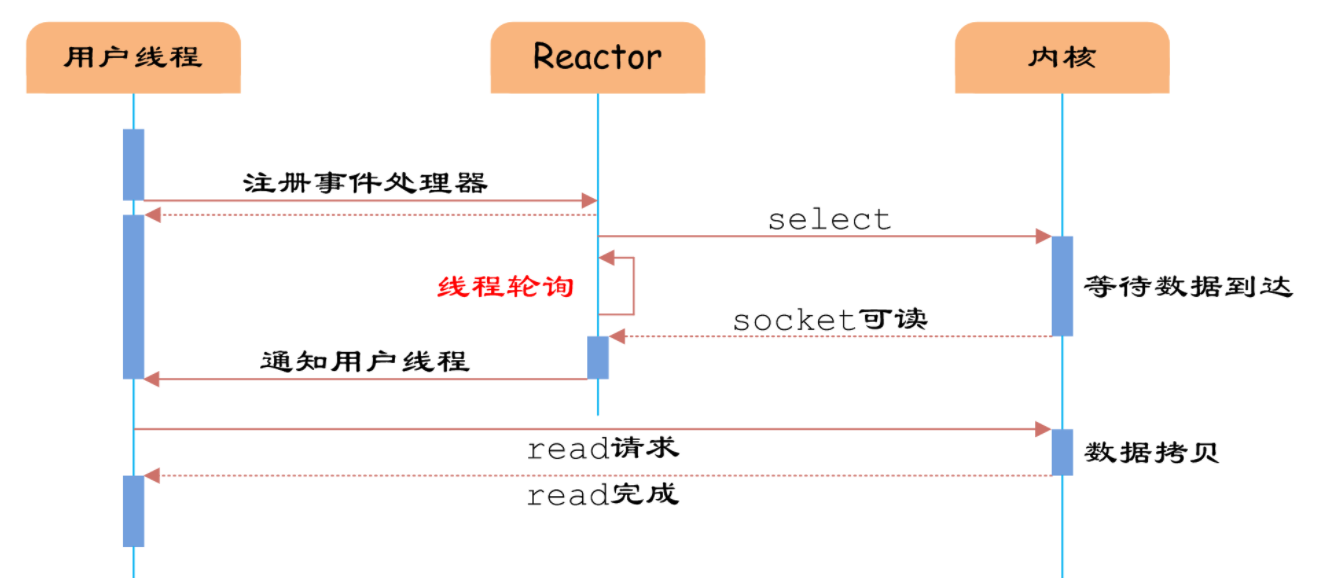 用户线程
Reactor
内核
注册事件处理器
select
线程轮询
等待数据到达
socket可读
通知用户线程
read请求
数据拷贝
read完成